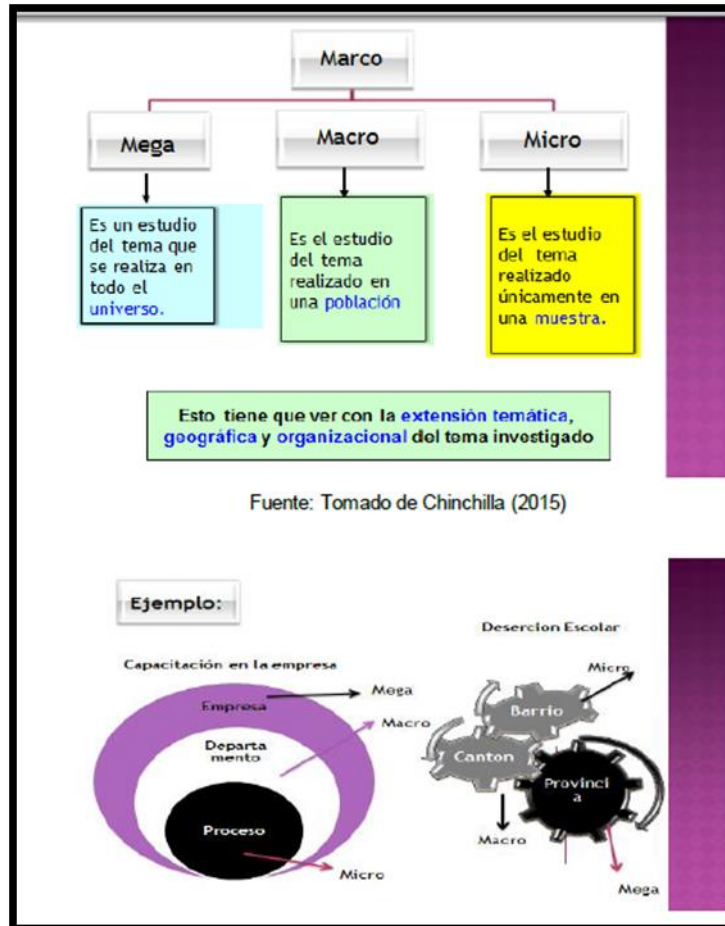 Marco
Mega
Macro
Micro
Es un estudio
del tema que
se realiza en
todo el
universo.
Es el estudio
del tema
realizado en
una población
Es el estudio
del tema
realizado
únicamente en
una muestra.
Esto tiene que ver con la extensión temática,
geográfica y organizacional del tema investigado
Fuente: Tomado de Chinchilla (2015)
Ejemplo:
Capacitación en la empresa
Empresa
Mega
Macro
Departa
mento
Proceso
Micro
Desercion Escolar
Micro
Barrio
Canton
Provinci
a
Macro
Mega